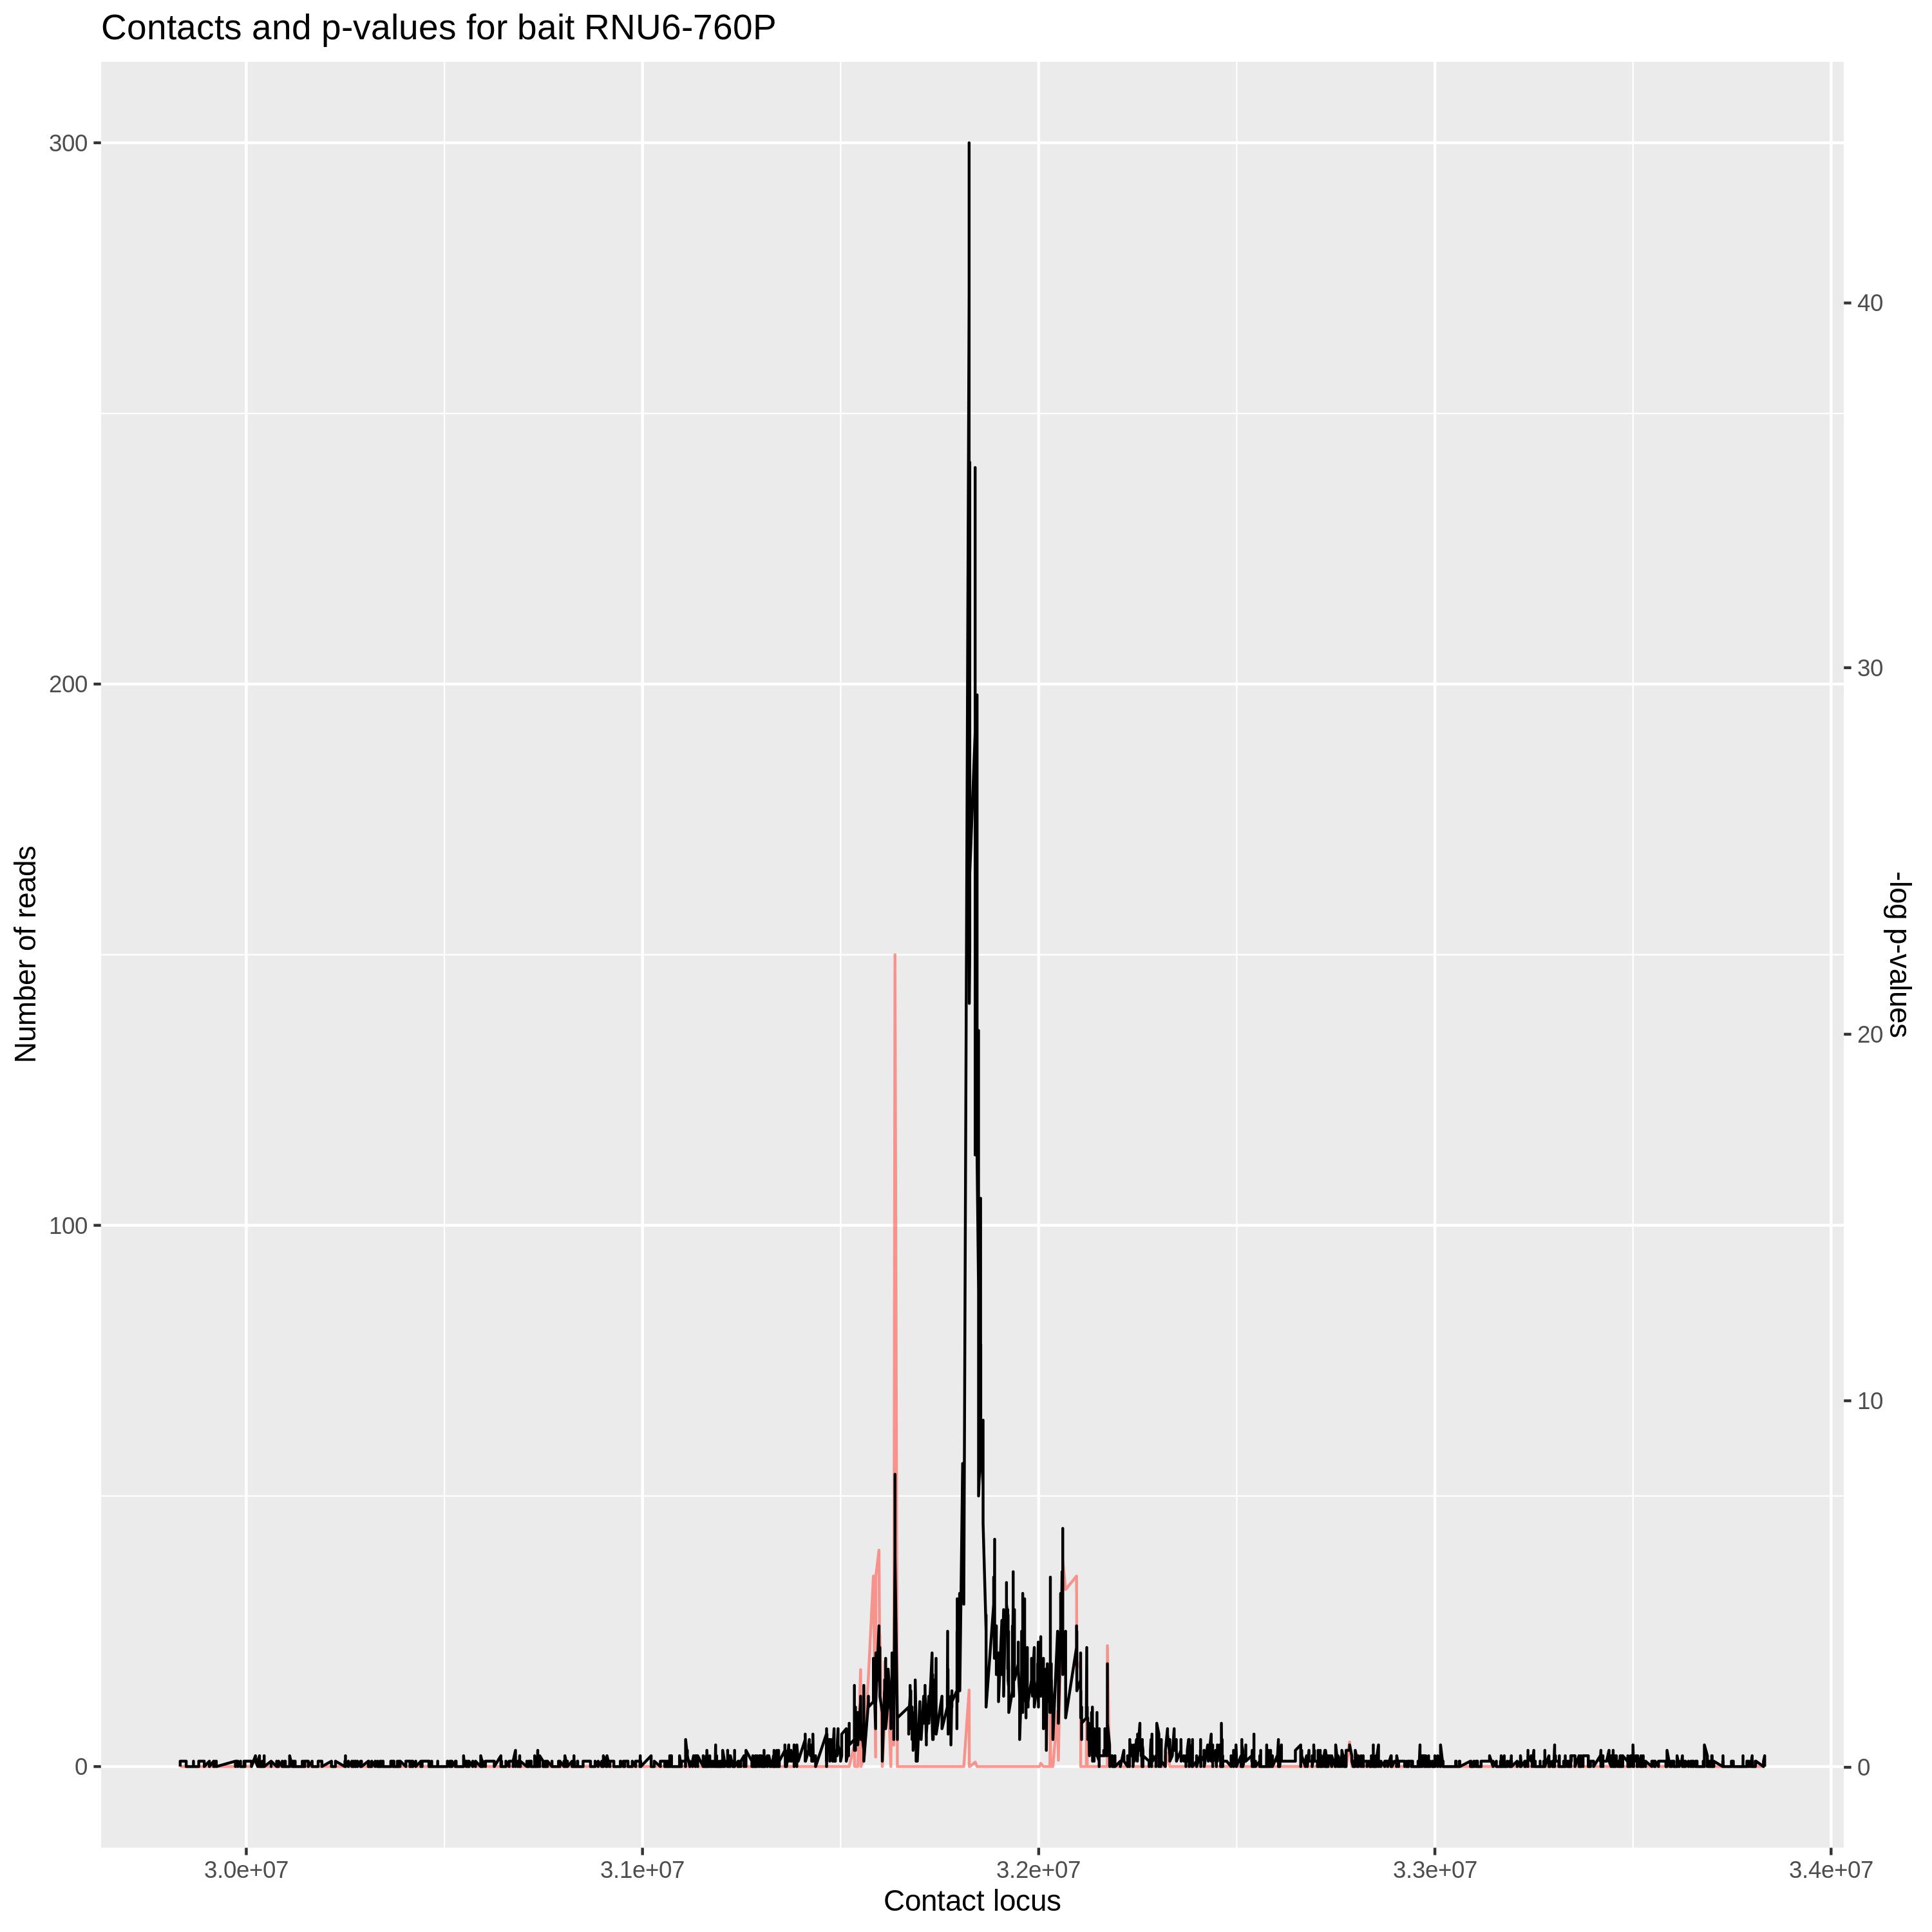 Contacts and p-values for bait RNU6-760P
300
200
100
0
Number of reads
40
30
20
10
0
-log p-values
3.0e+07 3.1e+07 3.2e+07 3.3e+07 3.4e+07
Contact locus